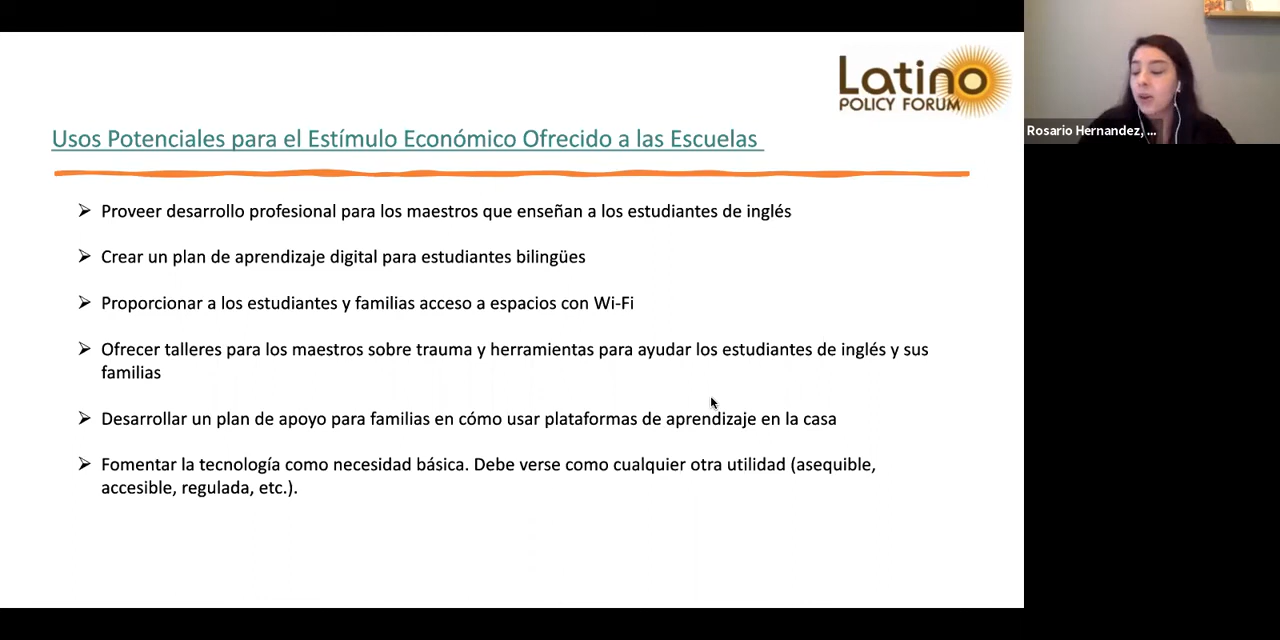 Latino
POLICY FORUM
Rosario Hernandez, ...
Usos Potenciales para el Estímulo Económico Ofrecido a las Escuelas
Proveer desarrollo profesional para los maestros que enseñan a los estudiantes de inglés
Crear un plan de aprendizaje digital para estudiantes bilingües
Proporcionar a los estudiantes y familias acceso a espacios con Wi-Fi
Ofrecer talleres para los maestros sobre trauma y herramientas para ayudar los estudiantes de inglés y sus
familias
Desarrollar un plan de apoyo para familias en cómo usar plataformas de aprendizaje en la casa
Fomentar la tecnología como necesidad básica. Debe verse como cualquier otra utilidad (asequible,
accesible, regulada, etc.).